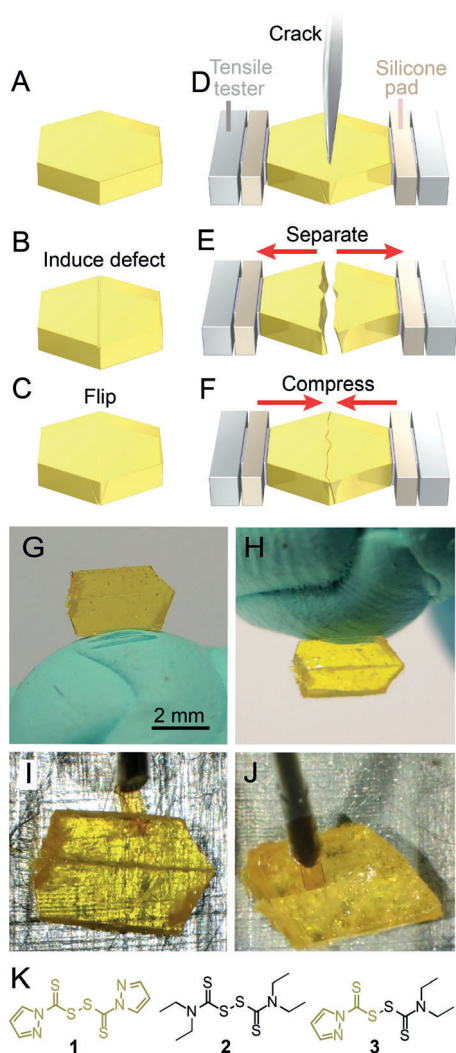 Crack
Tensile
tester
Silicone
pad
A
D
B
Induce defect
E
Separate
C
Flip
F
Compress
G
2 mm
H
I
J
K
S
S
N
N
S
S
N
N
1
S
N
S
S
N
S
2
S
N
N
S
S
N
S
3